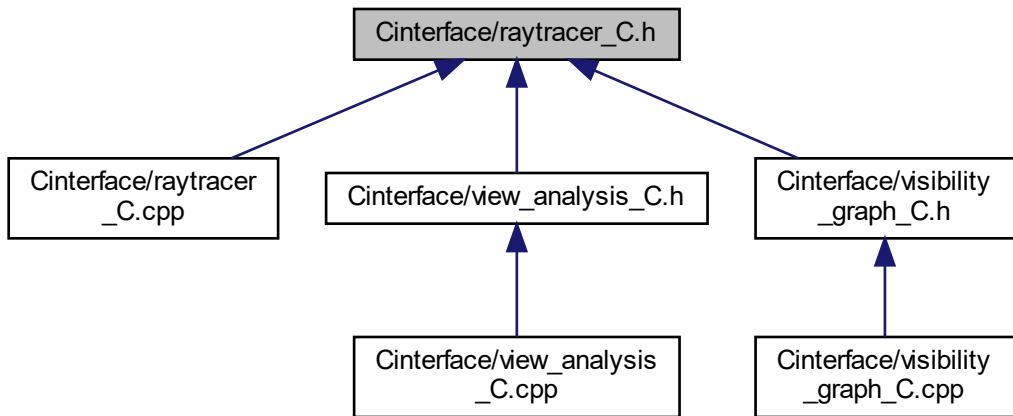 Cinterface/raytracer_C.h
Cinterface/raytracer
_C.cpp
Cinterface/view_analysis_C.h
Cinterface/visibility
_graph_C.h
Cinterface/view_analysis
_C.cpp
Cinterface/visibility
_graph_C.cpp